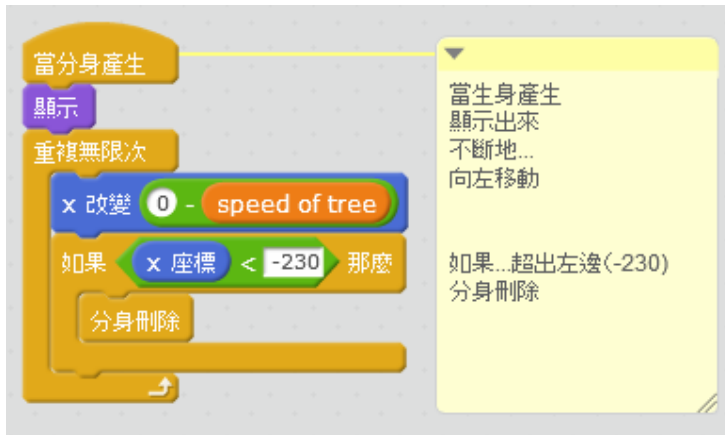 當分身產生
顯示
重複無限次
x 改變 0 - speed of tree
如果 x 座標 < -230 那麼
分身刪除
當生身產生
顯示出來
不斷地...
向左移動
如果...超出左邊(-230)
分身刪除